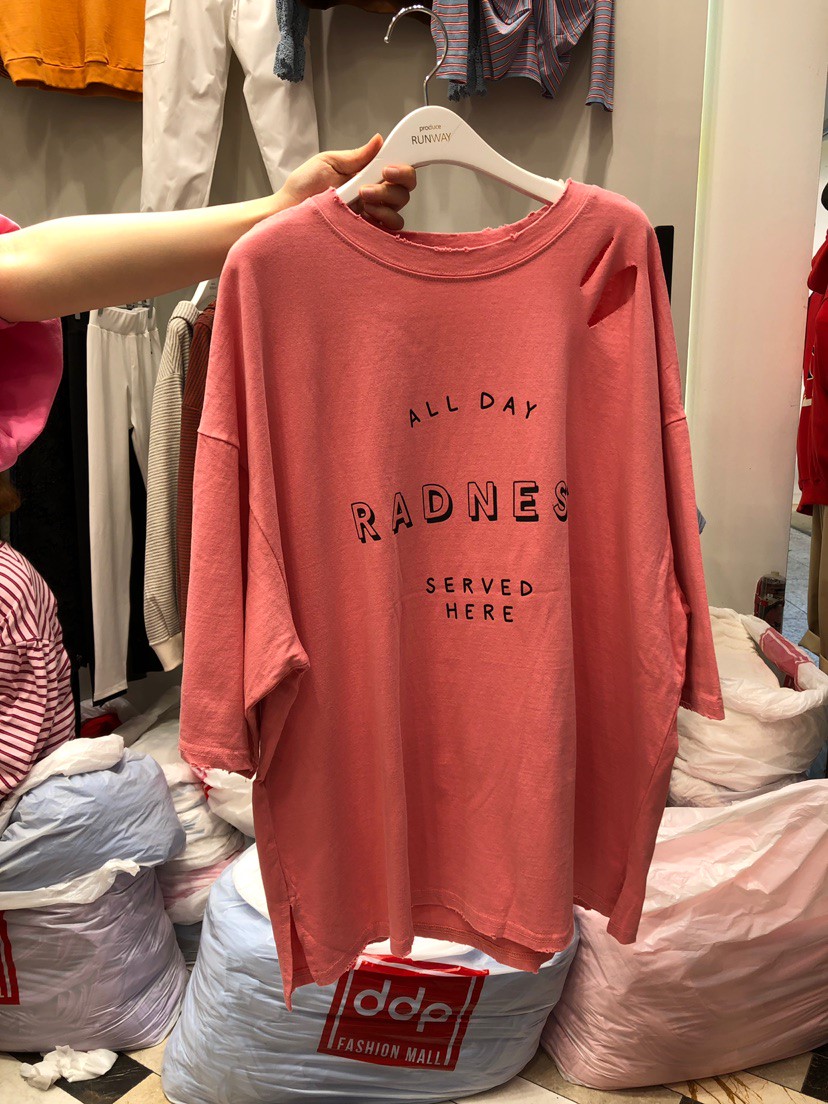 produce
RUNWAY
ALL DAY
RADNES
SERVED
HERE
ddp
FASHION MALL